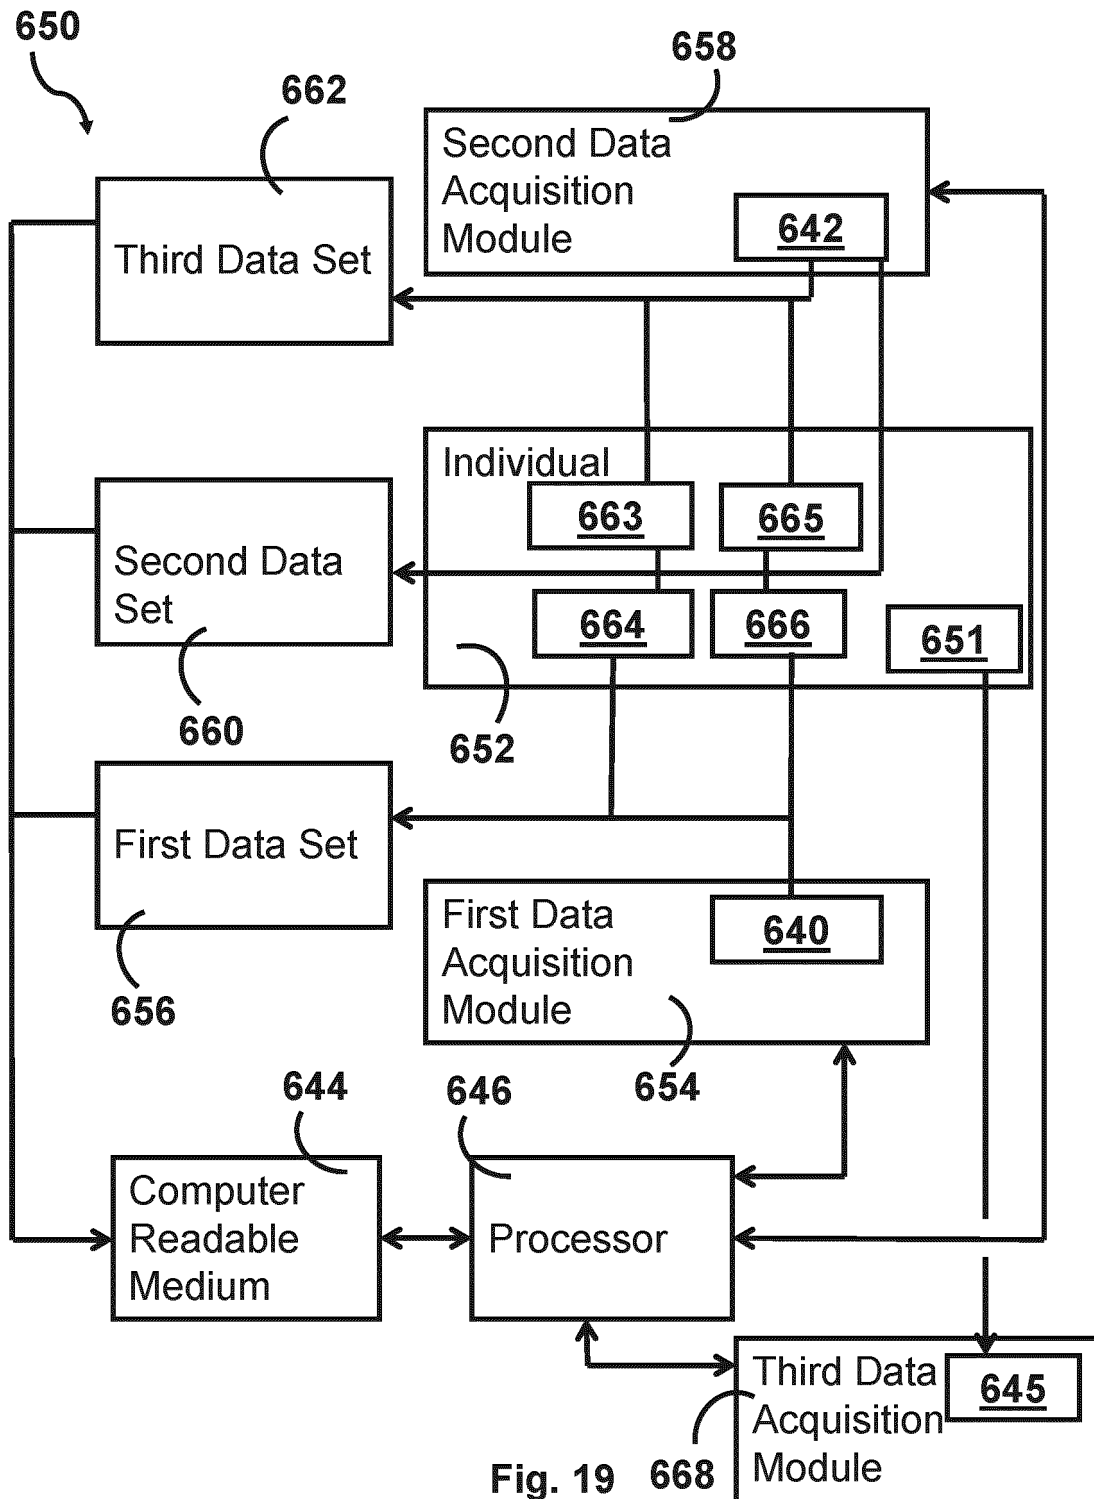 650
658
662
Second Data
Acquisition
Module
642
Third Data Set
Individual
663
665
Second Data
Set
664
666
651
660
652
First Data Set
First Data
Acquisition
Module
640
656
654
644
646
Computer
Readable
Medium
Processor
Third Data
Acquisition
Module
645
668
Fig. 19